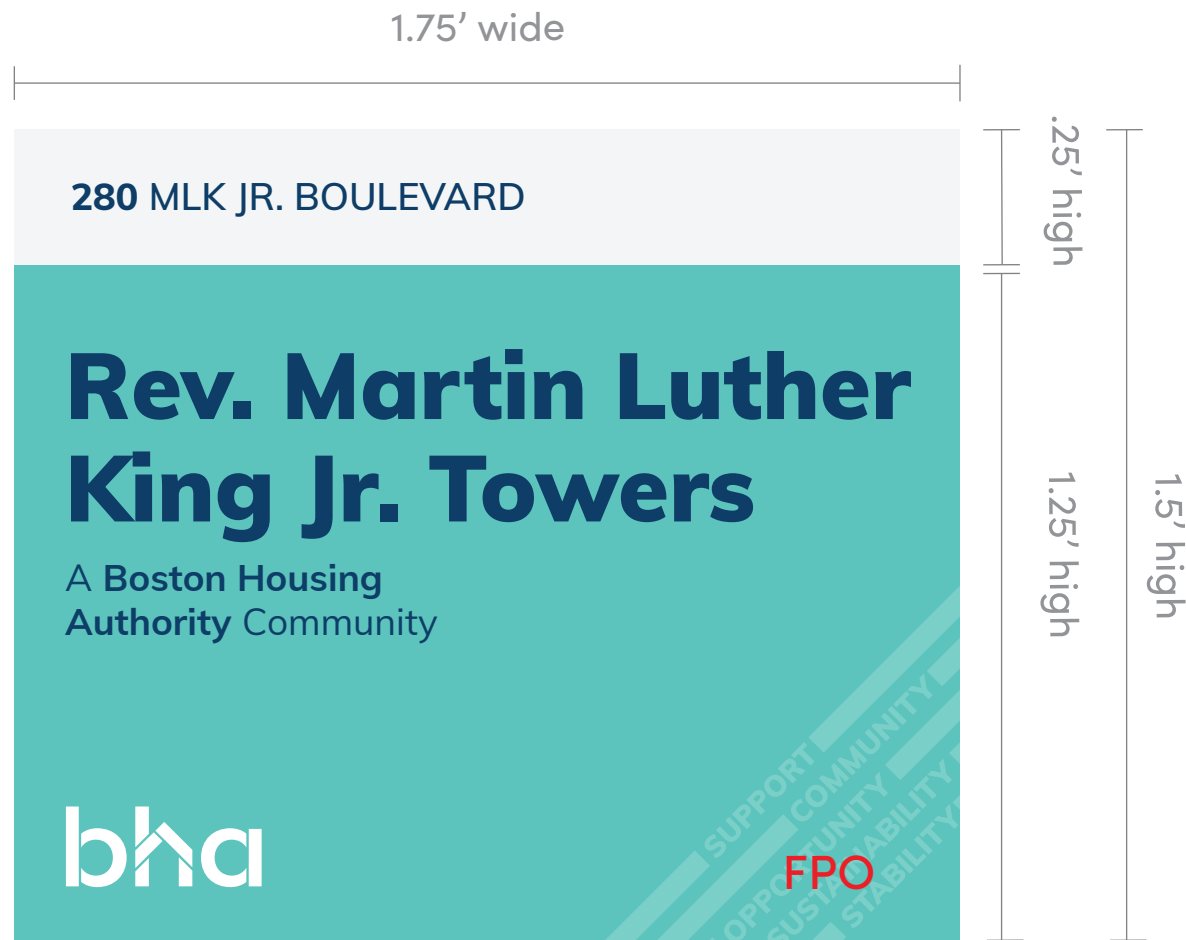 1.75’ wide
.25’ high
280 MLK JR. BOULEVARD
Rev. Martin Luther
King Jr. Towers
1.25’ high
1.5’ high
A Boston Housing
Authority Community
SUPPORT
COMMUNITY
OPPORTUNITY
SUSTAINABILITY
STABILITY
bha
FPO